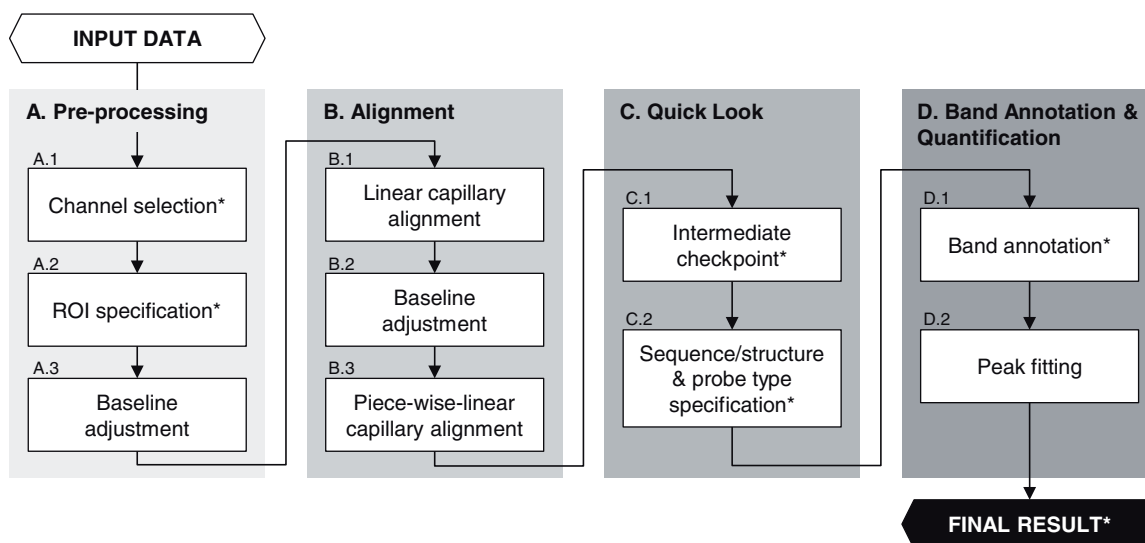 INPUT DATA
A. Pre-processing
A.1
Channel selection*
A.2
ROI specification*
A.3
Baseline
adjustment
B. Alignment
B.1
Linear capillary
alignment
B.2
Baseline
adjustment
B.3
Piece-wise-linear
capillary alignment
C. Quick Look
C.1
Intermediate
checkpoint*
C.2
Sequence/structure
& probe type
specification*
D. Band Annotation &
Quantification
D.1
Band annotation*
D.2
Peak fitting
FINAL RESULT*